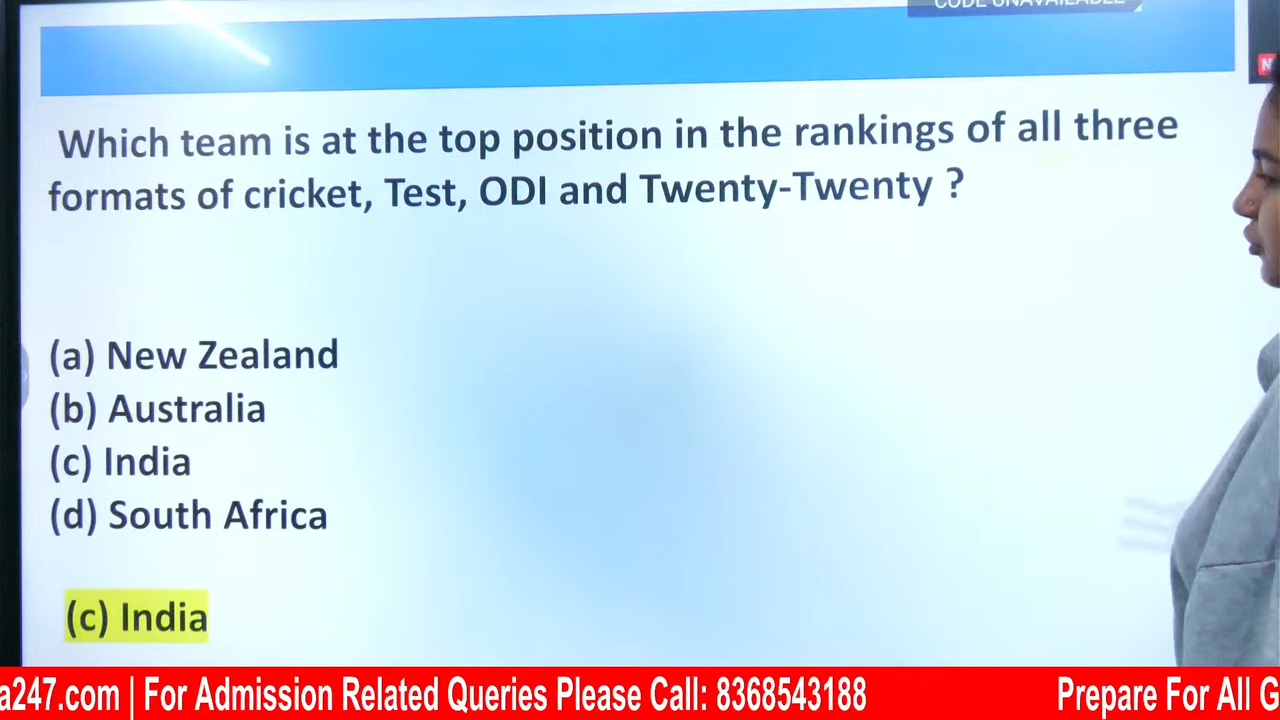 CODE UNAVAILABLE
N
Which team is at the top position in the rankings of all three
formats of cricket, Test, ODI and Twenty-Twenty ?
(a) New Zealand
(b) Australia
(c) India
(d) South Africa
(c) India
a247.com | For Admission Related Queries Please Call: 8368543188 Prepare For All G